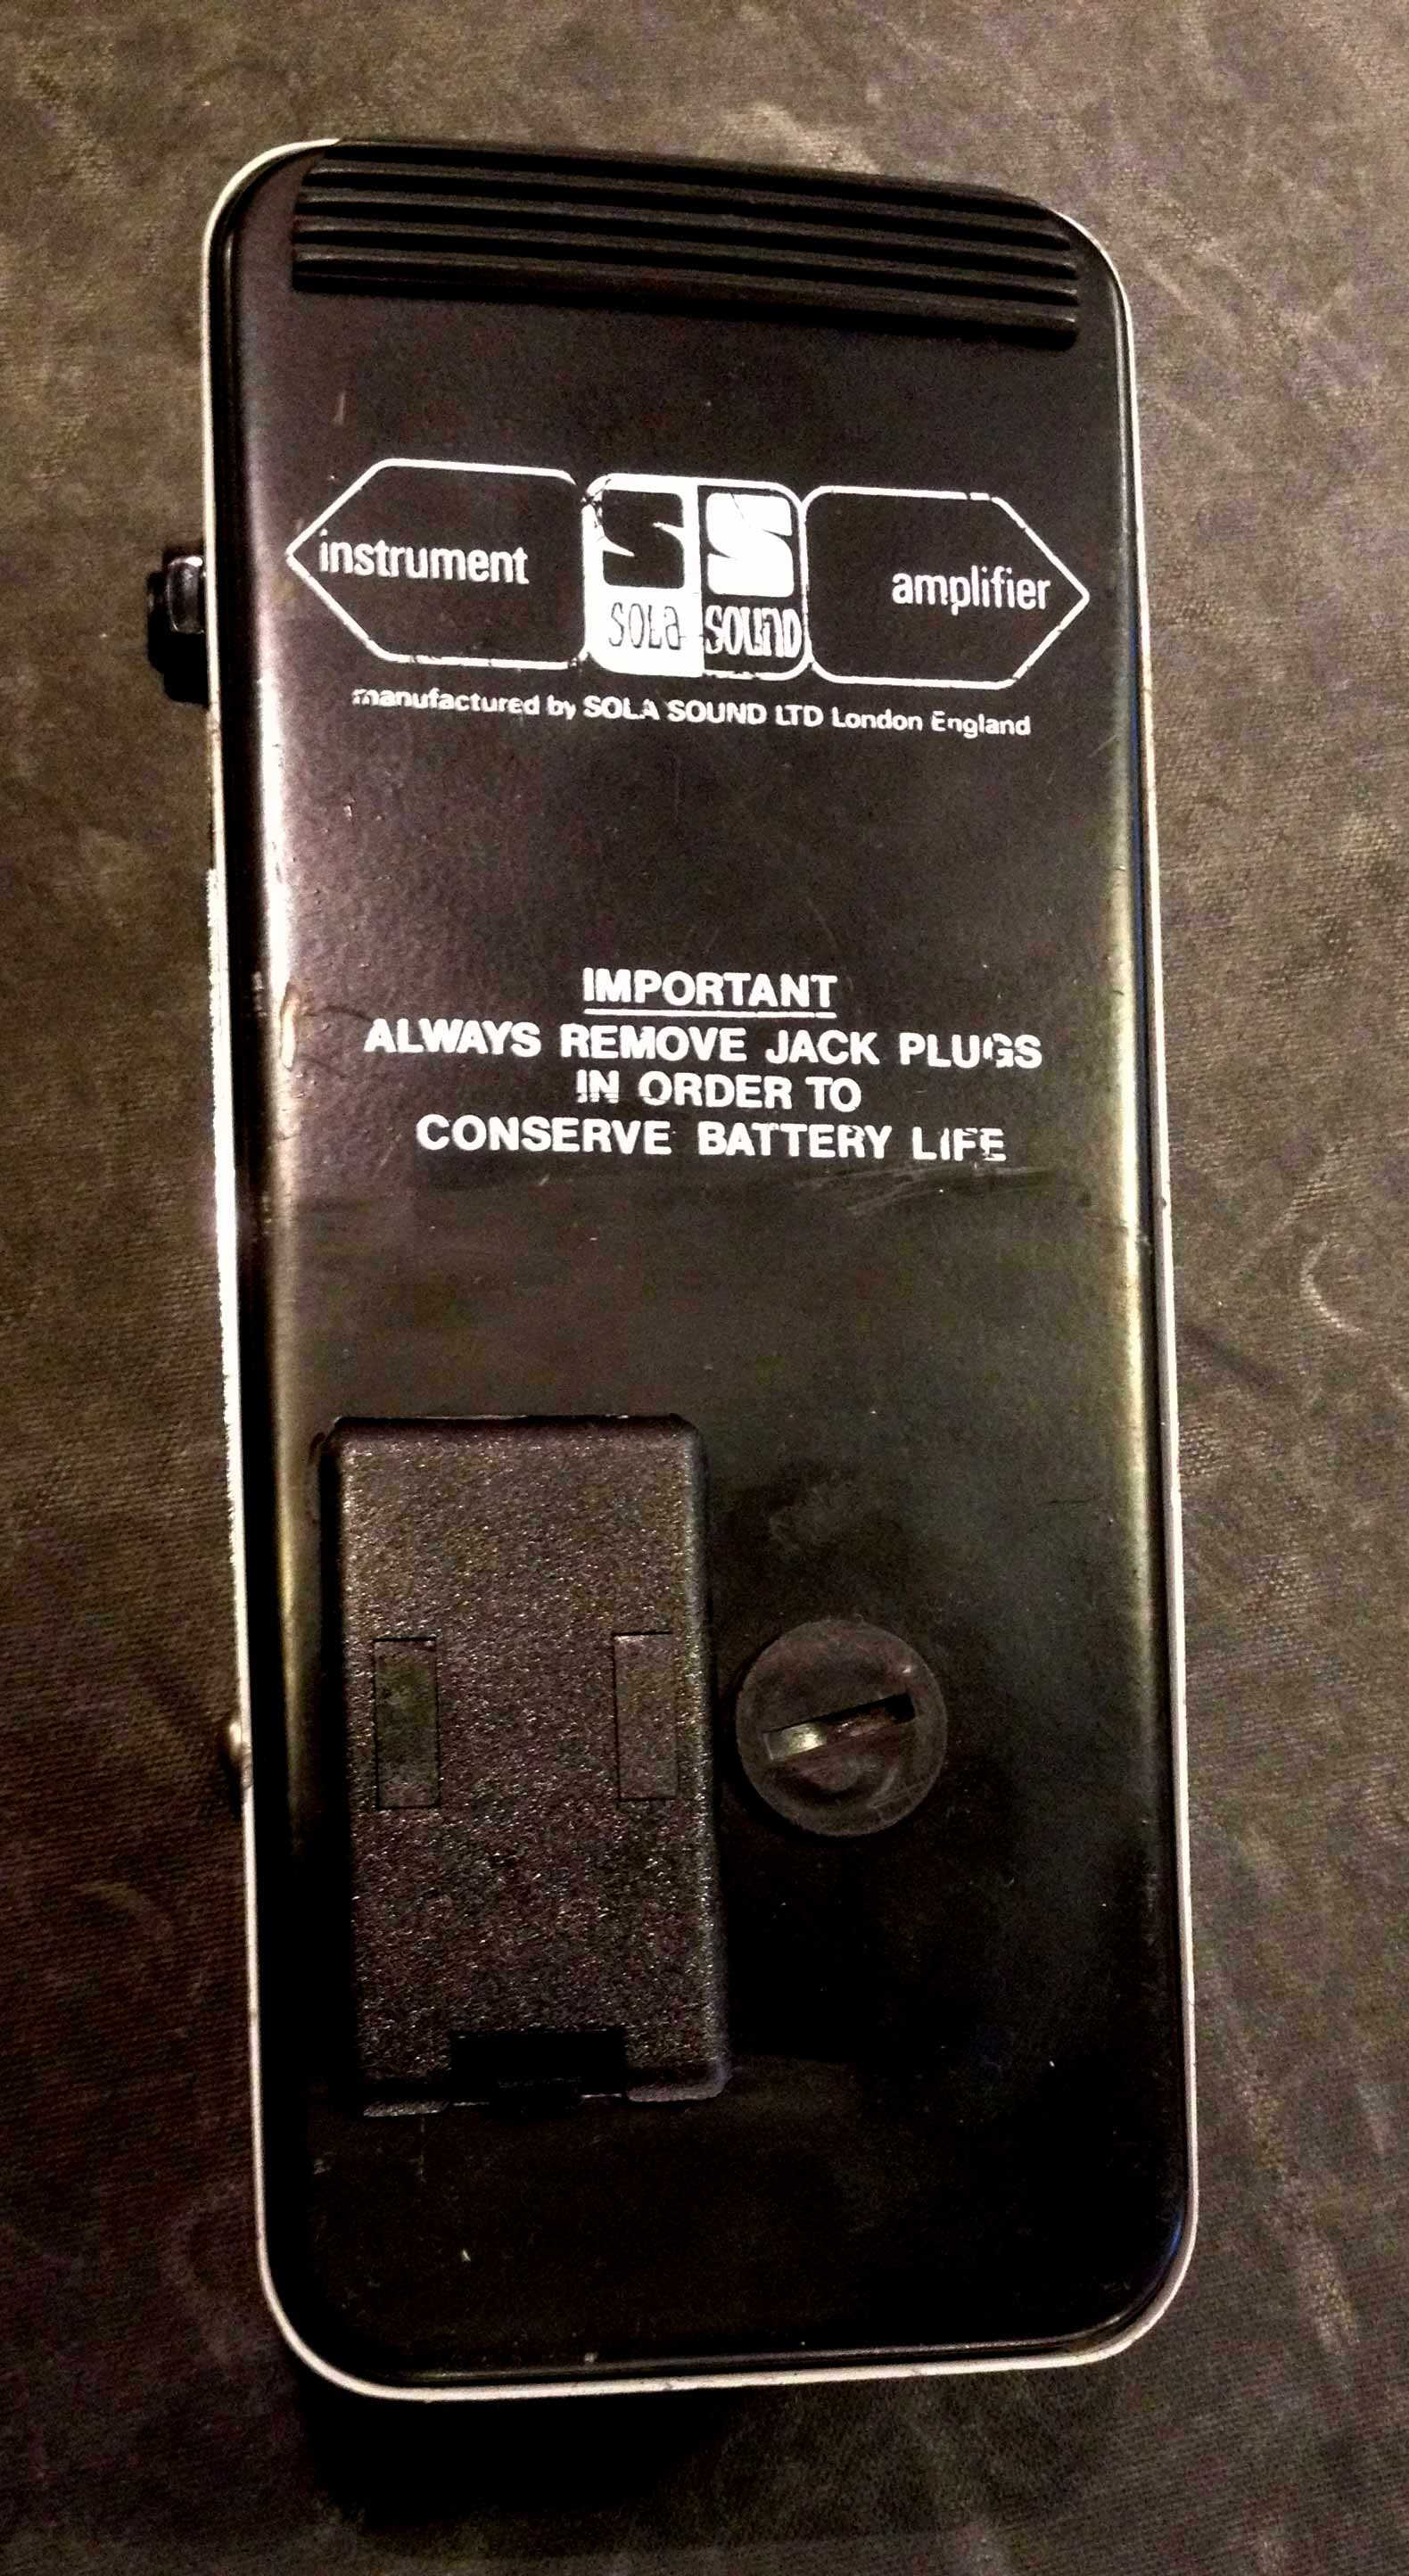 instrument
S S
SOLA SOUND
amplifier
manufactured by SOLA SOUND LTD London England
IMPORTANT
ALWAYS REMOVE JACK PLUGS
IN ORDER TO
CONSERVE BATTERY LIFE